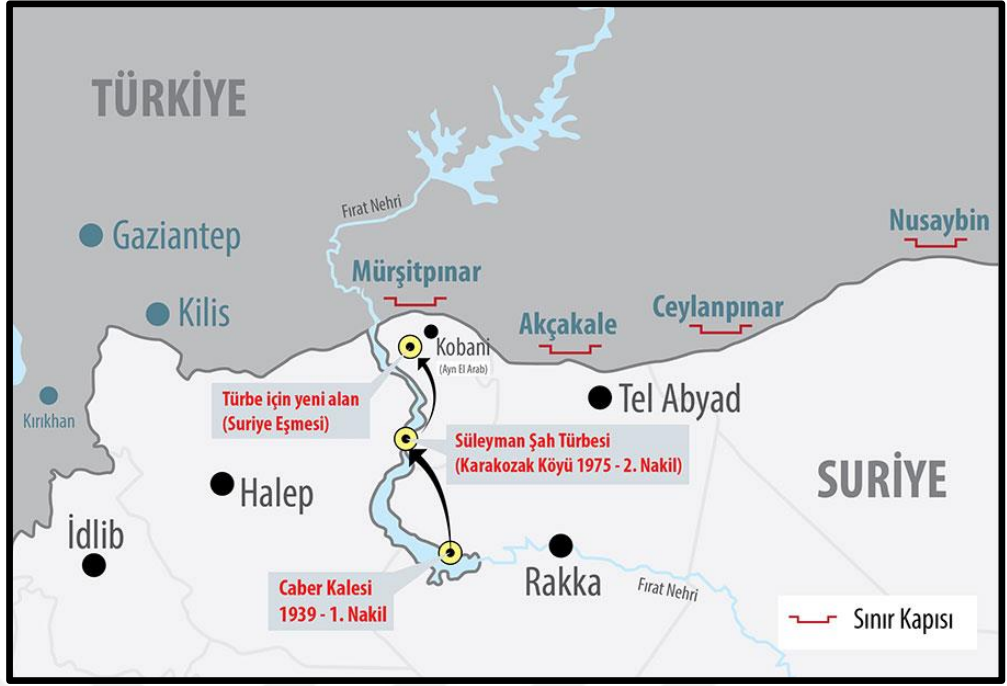 TÜRKİYE
Fırat Nehri
Nusaybin
Gaziantep
Mürşitpınar
Kilis
Akçakale
Ceylanpınar
Kobani
(Ayn El Arab)
Türbe için yeni alan
(Suriye Eşmesi)
Kırıkhan
Tel Abyad
Süleyman Şah Türbesi
(Karakozak Köyü 1975 - 2. Nakil)
SURİYE
Halep
İdlib
Caber Kalesi
1939 - 1. Nakil
Rakka
Fırat Nehri
Sınır Kapısı